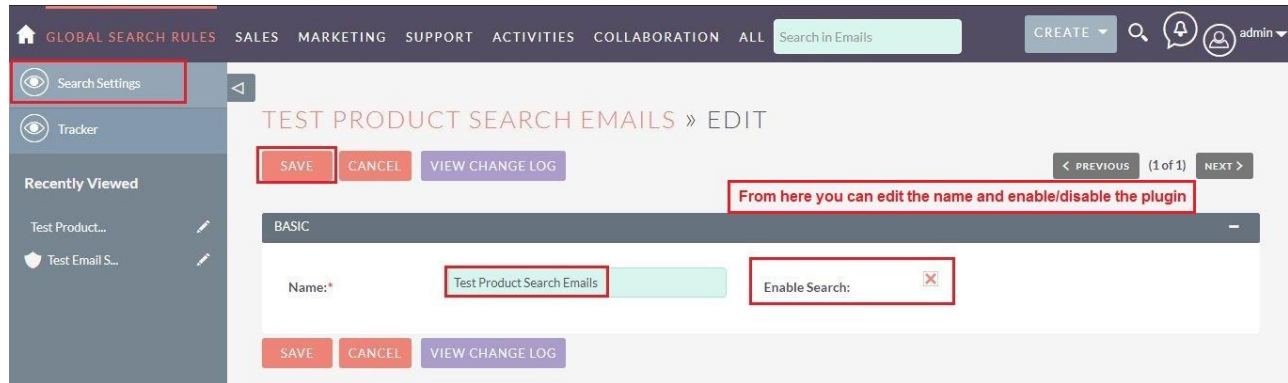 GLOBAL SEARCH RULES SALES MARKETING SUPPORT ACTIVITIES COLLABORATION ALL Search in Emails CREATE admin
Search Settings
Tracker
TEST PRODUCT SEARCH EMAILS » EDIT
SAVE CANCEL VIEW CHANGE LOG PREVIOUS (1 of 1) NEXT
Recently Viewed
From here you can edit the name and enable/disable the plugin
Test Product...
BASIC
Test Email S...
Name:* Test Product Search Emails Enable Search:
SAVE CANCEL VIEW CHANGE LOG